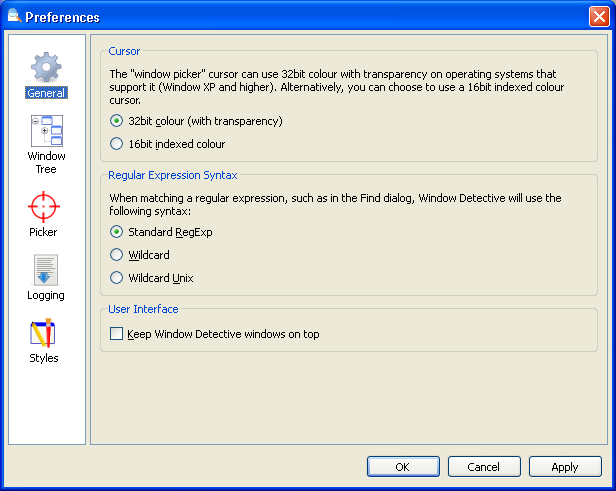 Preferences
General
Window
Tree
Picker
Logging
Styles
Cursor
The "window picker" cursor can use 32bit colour with transparency on operating systems that
support it (Window XP and higher). Alternatively, you can choose to use a 16bit indexed colour
cursor.
32bit colour (with transparency)
16bit indexed colour
Regular Expression Syntax
When matching a regular expression, such as in the Find dialog, Window Detective will use the
following syntax:
Standard RegExp
Wildcard
Wildcard Unix
User Interface
Keep Window Detective windows on top
OK
Cancel
Apply